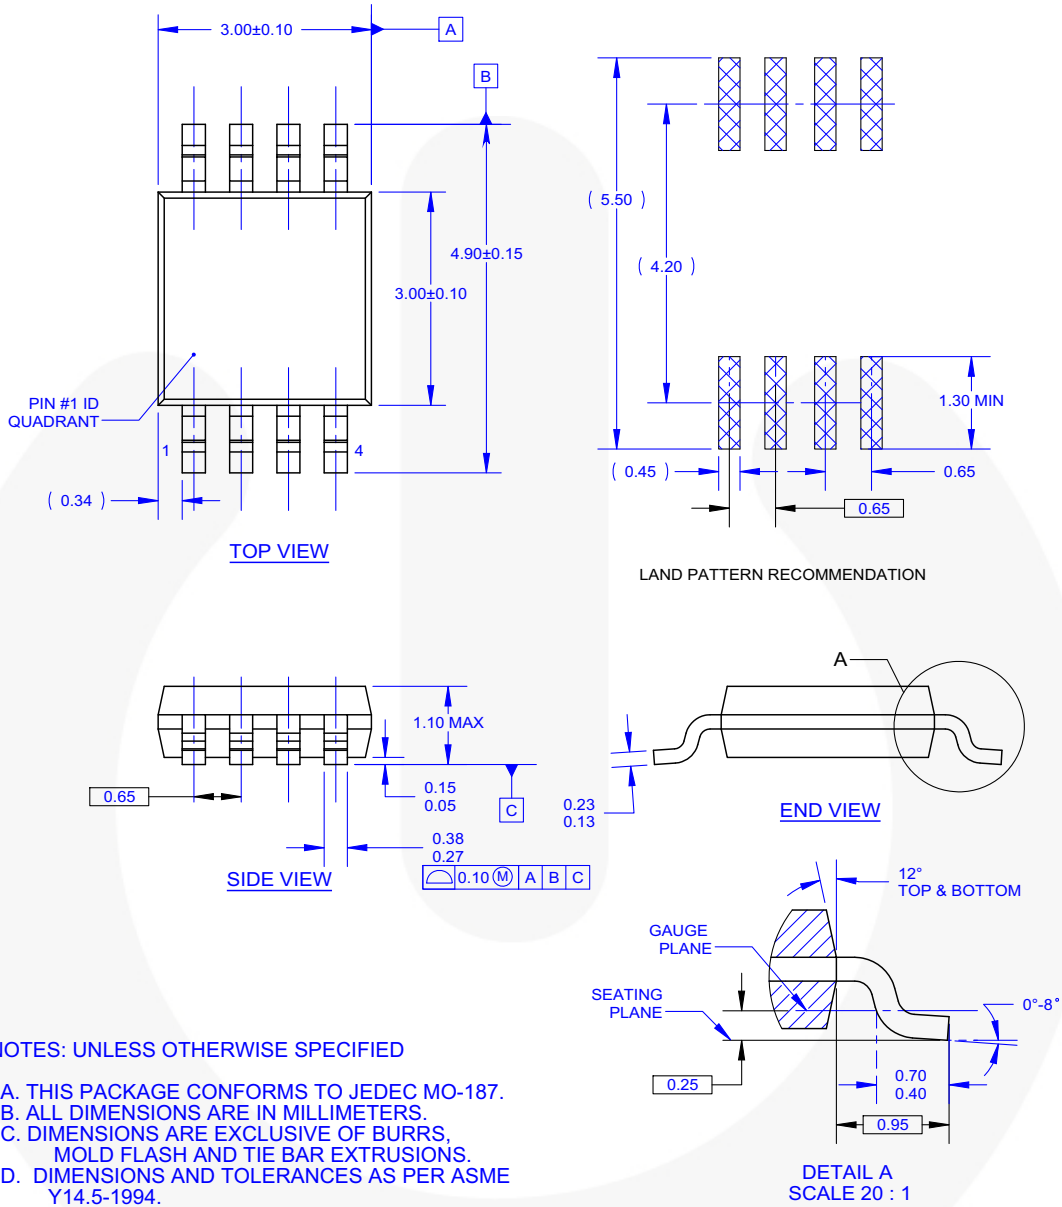 3.00±0.10
A
B
( 5.50 )
4.90±0.15
( 4.20 )
3.00±0.10
PIN #1 ID
QUADRANT
1
4
1.30 MIN
( 0.34 )
( 0.45 )
0.65
0.65
TOP VIEW
LAND PATTERN RECOMMENDATION
A
1.10 MAX
0.65
0.15
0.05
C
0.23
0.13
END VIEW
0.38
0.27
0.10 Ⓜ A B C
SIDE VIEW
12°
TOP & BOTTOM
GAUGE
PLANE
SEATING
PLANE
0°-8°
0.25
0.70
0.40
0.95
DETAIL A
SCALE 20 : 1
NOTES: UNLESS OTHERWISE SPECIFIED
A. THIS PACKAGE CONFORMS TO JEDEC MO-187.
B. ALL DIMENSIONS ARE IN MILLIMETERS.
C. DIMENSIONS ARE EXCLUSIVE OF BURRS,
MOLD FLASH AND TIE BAR EXTRUSIONS.
D. DIMENSIONS AND TOLERANCES AS PER ASME
Y14.5-1994.